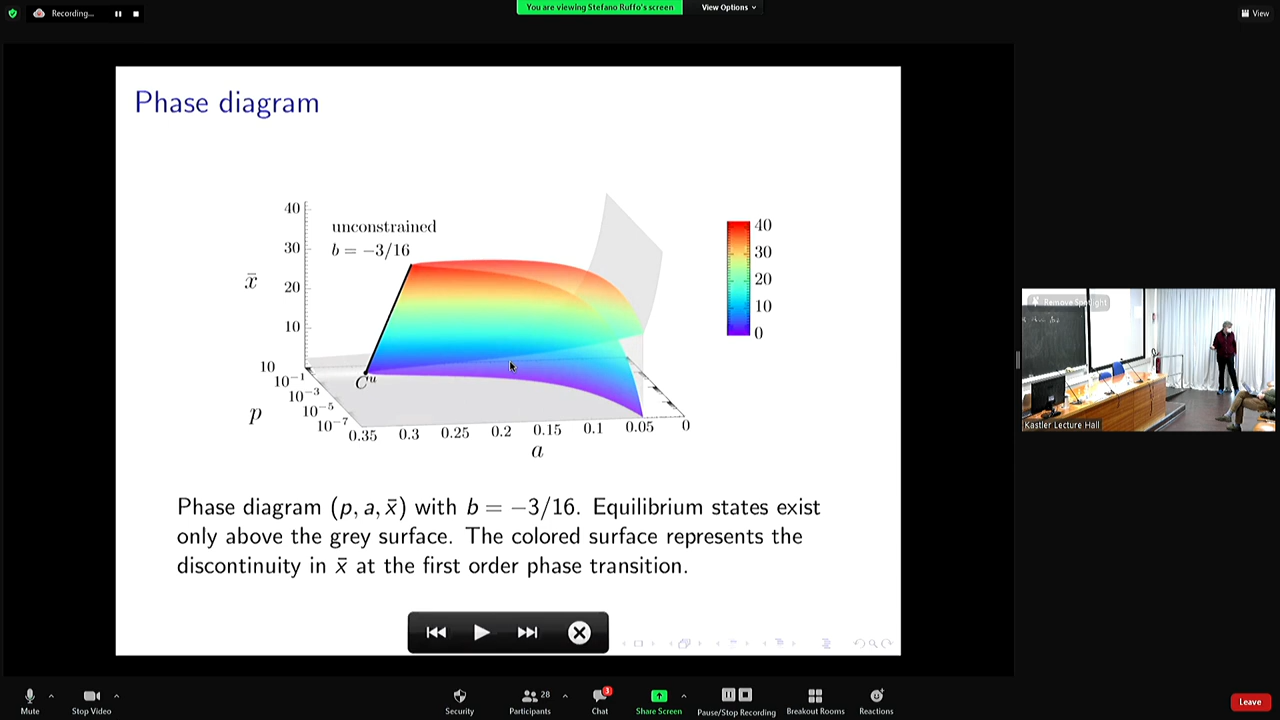 Recording...
You are viewing Stefano Ruffo's screen
View Options
View
Phase diagram
unconstrained
b = −3/16
40
30
20
10
x̄
10
10⁻¹
10⁻³
10⁻⁵
10⁻⁷
p
Cᵘ
0.35 0.3 0.25 0.2 0.15 0.1 0.05 0
a
40
30
20
10
0
Phase diagram (p, a, x̄) with b = −3/16. Equilibrium states exist
only above the grey surface. The colored surface represents the
discontinuity in x̄ at the first order phase transition.
Remove Spotlight
Kastler Lecture Hall
Mute
Stop Video
Security
28
Participants
3
Chat
Share Screen
Pause/Stop Recording
Breakout Rooms
Reactions
Leave